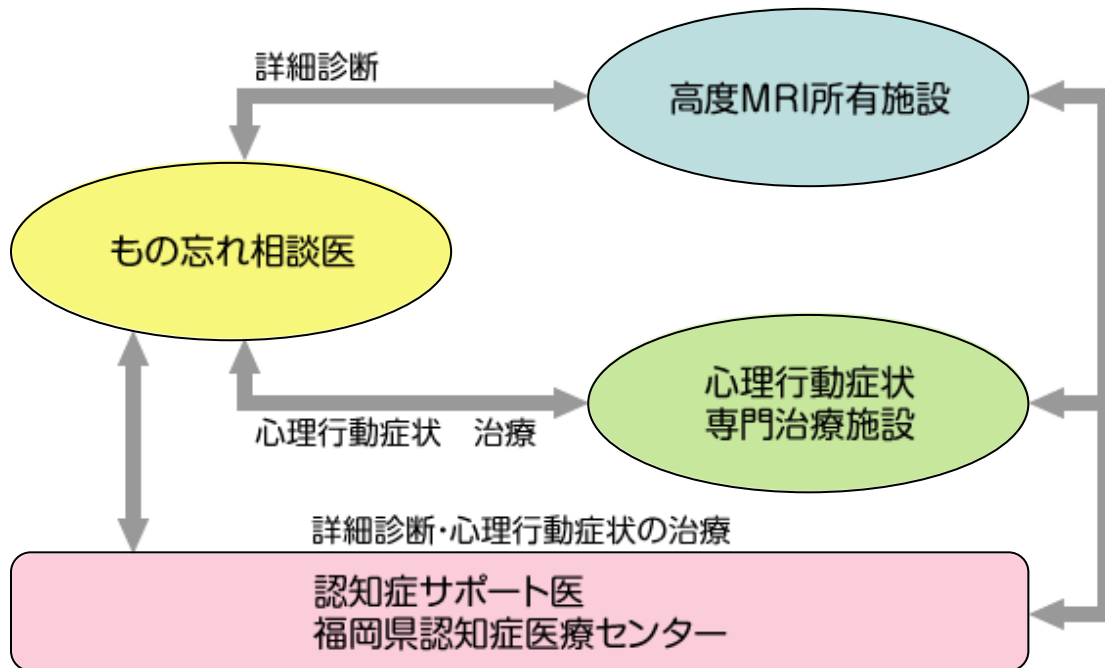 詳細診断
高度MRI所有施設
もの忘れ相談医
心理行動症状
専門治療施設
心理行動症状　治療
詳細診断・心理行動症状の治療
認知症サポート医
福岡県認知症医療センター